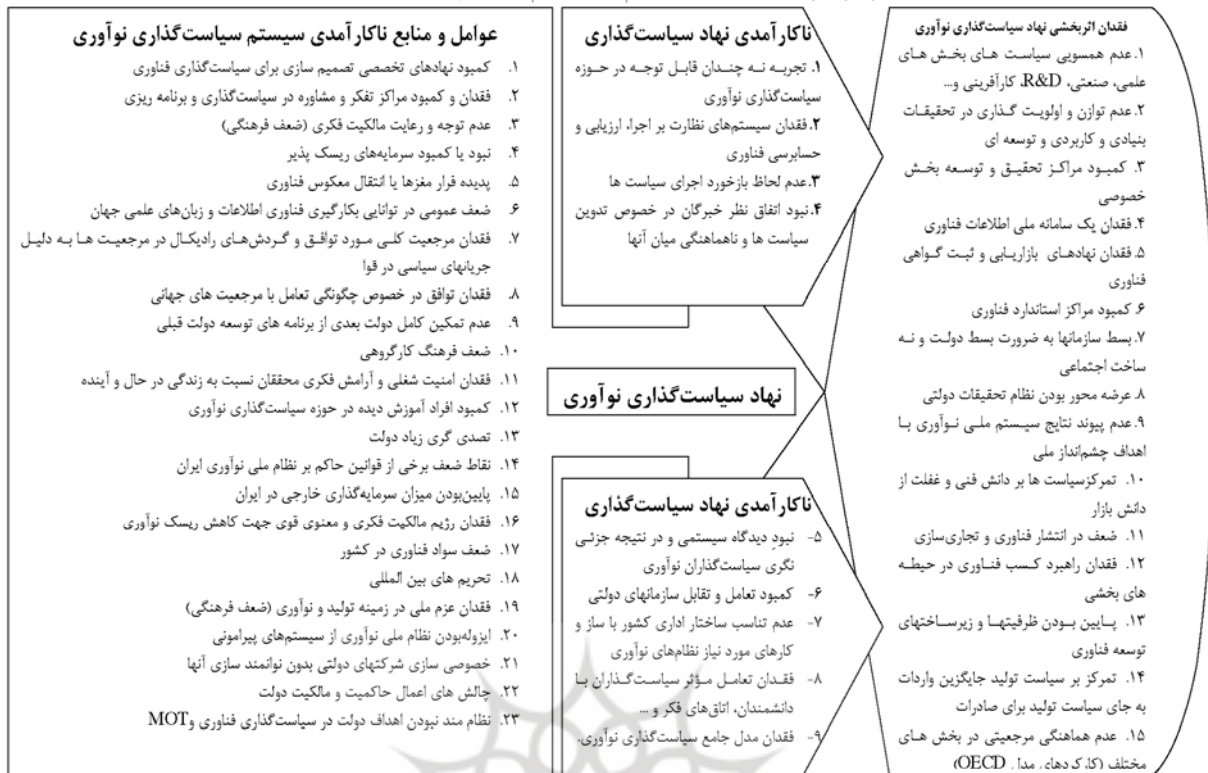 فقدان اثربخشی نهاد سیاست‌گذاری نوآوری
۱.عدم همسویی سیاست های بخش های
علمی، صنعتی، R&D، کارآفرینی و...
۲.عدم توازن و اولویت گذاری در تحقیقات
بنیادی و کاربردی و توسعه ای
۳. کمبود مراکز تحقیق و توسعه بخش
خصوصی
۴. فقدان یک سامانه ملی اطلاعات فناوری
۵. فقدان نهادهای بازاریابی و ثبت گواهی
فناوری
۶. کمبود مراکز استاندارد فناوری
۷. بسط سازمانها به ضرورت بسط دولت و نه
ساخت اجتماعی
۸. عرضه محور بودن نظام تحقیقات دولتی
۹.عدم پیوند نتایج سیستم ملی نوآوری با
اهداف چشم‌انداز ملی
۱۰. تمرکزسیاست ها بر دانش فنی و غفلت از
دانش بازار
۱۱. ضعف در انتشار فناوری و تجاری‌سازی
۱۲. فقدان راهبرد کسب فناوری در حیطه
های بخشی
۱۳. پایین بودن ظرفیتها و زیرساختهای
توسعه فناوری
۱۴. تمرکز بر سیاست تولید جایگزین واردات
به جای سیاست تولید برای صادرات
۱۵. عدم هماهنگی مرجعیتی در بخش های
مختلف (کارکردهای مدل OECD)
ناکارآمدی نهاد سیاست‌گذاری
۱. تجربه نه چندان قابل توجه در حوزه
سیاست‌گذاری نوآوری
۲.فقدان سیستم‌های نظارت بر اجرا، ارزیابی و
حسابرسی فناوری
۳.عدم لحاظ بازخورد اجرای سیاست ها
۴.نبود اتفاق نظر خبرگان در خصوص تدوین
سیاست ها و ناهماهنگی میان آنها
نهاد سیاست‌گذاری نوآوری
ناکارآمدی نهاد سیاست‌گذاری
۵- نبودِ دیدگاه سیستمی و در نتیجه جزئی
نگری سیاست‌گذاران نوآوری
۶- کمبود تعامل و تقابل سازمانهای دولتی
۷- عدم تناسب ساختار اداری کشور با ساز و
کارهای مورد نیاز نظام‌های نوآوری
۸- فقدان تعامل مؤثر سیاست‌گذاران با
دانشمندان، اتاق‌های فکر و ...
۹- فقدان مدل جامع سیاست‌گذاری نوآوری.
عوامل و منابع ناکارآمدی سیستم سیاست‌گذاری نوآوری
۱. کمبود نهادهای تخصصی تصمیم سازی برای سیاست‌گذاری فناوری
۲. فقدان و کمبود مراکز تفکر و مشاوره در سیاست‌گذاری و برنامه ریزی
۳. عدم توجه و رعایت مالکیت فکری (ضعف فرهنگی)
۴. نبود یا کمبود سرمایه‌های ریسک پذیر
۵. پدیده فرار مغزها یا انتقال معکوس فناوری
۶. ضعف عمومی در توانایی بکارگیری فناوری اطلاعات و زبان‌های علمی جهان
۷. فقدان مرجعیت کلی مورد توافق و گردش‌های رادیکال در مرجعیت ها به دلیل
جریانهای سیاسی در قوا
۸. فقدان توافق در خصوص چگونگی تعامل با مرجعیت های جهانی
۹. عدم تمکین کامل دولت بعدی از برنامه های توسعه دولت قبلی
۱۰. ضعف فرهنگ کارگروهی
۱۱. فقدان امنیت شغلی و آرامش فکری محققان نسبت به زندگی در حال و آینده
۱۲. کمبود افراد آموزش دیده در حوزه سیاست‌گذاری نوآوری
۱۳. تصدی گری زیاد دولت
۱۴. نقاط ضعف برخی از قوانین حاکم بر نظام ملی نوآوری ایران
۱۵. پایین‌بودن میزان سرمایه‌گذاری خارجی در ایران
۱۶. فقدان رژیم مالکیت فکری و معنوی قوی جهت کاهش ریسک نوآوری
۱۷. ضعف سواد فناوری در کشور
۱۸. تحریم های بین المللی
۱۹. فقدان عزم ملی در زمینه تولید و نوآوری (ضعف فرهنگی)
۲۰. ایزوله‌بودن نظام ملی نوآوری از سیستم‌های پیرامونی
۲۱. خصوصی سازی شرکتهای دولتی بدون توانمند سازی آنها
۲۲. چالش های اعمال حاکمیت و مالکیت دولت
۲۳. نظام مند نبودن اهداف دولت در سیاست‌گذاری فناوری وMOT